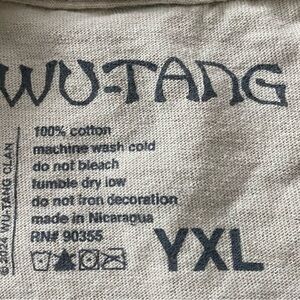 WU-TANG
100% cotton
machine wash cold
do not bleach
tumble dry low
do not iron decoration
made in Nicaragua
RN# 90355
YXL
©2024 WU-TANG CLAN